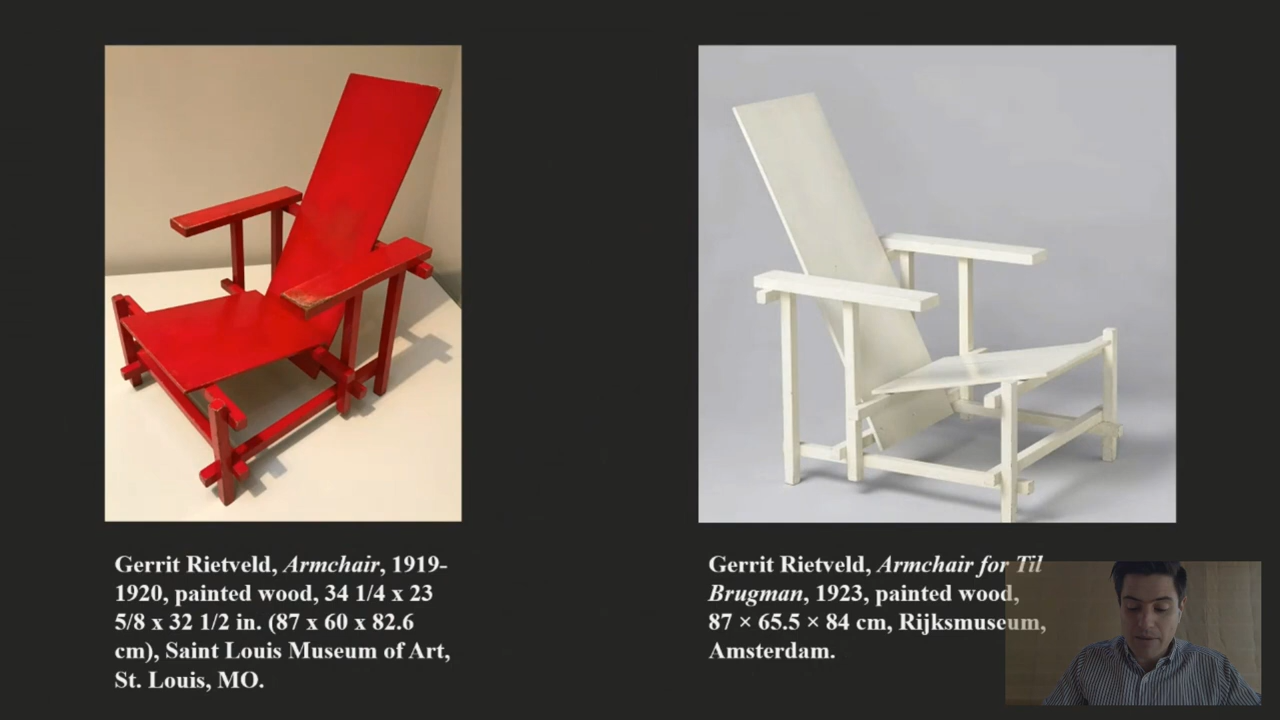 Gerrit Rietveld, Armchair, 1919-
1920, painted wood, 34 1/4 x 23
5/8 x 32 1/2 in. (87 x 60 x 82.6
cm), Saint Louis Museum of Art,
St. Louis, MO.
Gerrit Rietveld, Armchair for Til
Brugman, 1923, painted wood,
87 × 65.5 × 84 cm, Rijksmuseum,
Amsterdam.